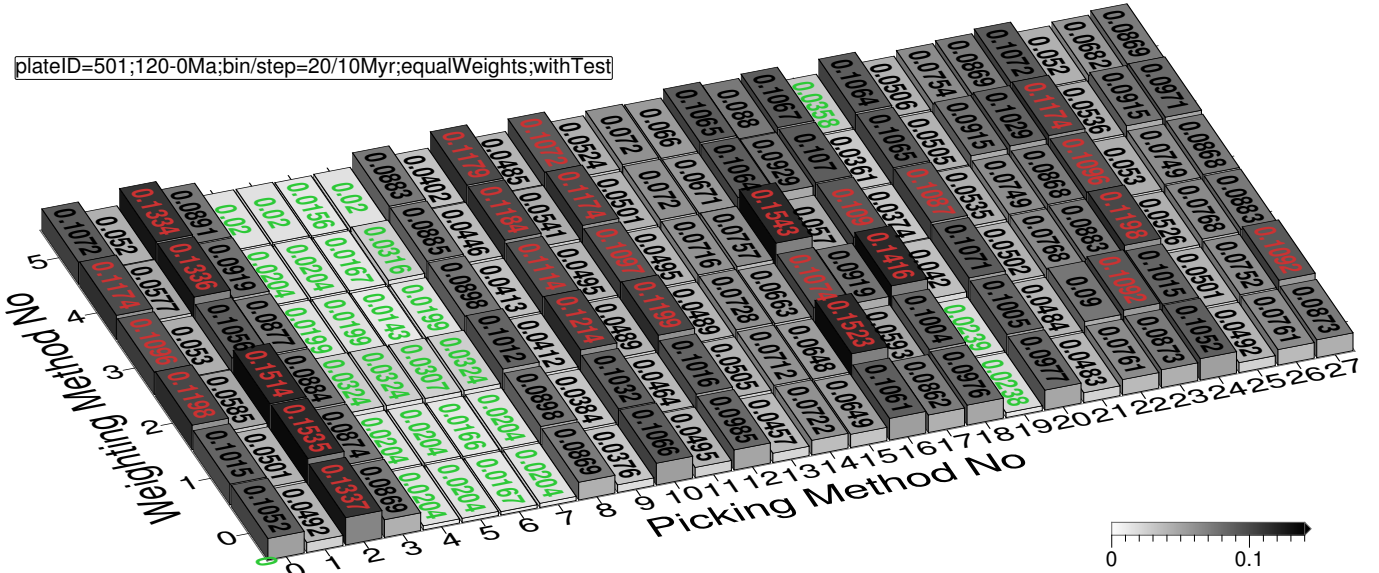 plateID=501;120-0Ma;bin/step=20/10Myr;equalWeights;withTest
0.1072 0.052 0.1334 0.0891 0.02 0.02 0.0156 0.02 0.0883 0.0402 0.1179 0.0485 0.1072 0.0524 0.072 0.066 0.1065 0.088 0.1067 0.0358 0.1064 0.0506 0.0754 0.0869 0.1072 0.052 0.0682 0.0869
0.1174 0.0577 0.1336 0.0919 0.0204 0.0204 0.0167 0.0316 0.0885 0.0446 0.1184 0.0541 0.1174 0.0501 0.072 0.0671 0.1064 0.0929 0.107 0.0361 0.1065 0.0505 0.0915 0.1029 0.1174 0.0536 0.0915 0.0971
0.1096 0.053 0.0877 0.0199 0.0199 0.0143 0.0199 0.0898 0.0413 0.1114 0.0495 0.1097 0.0495 0.0716 0.0757 0.1543 0.0374 0.1087 0.0535 0.0749 0.0868 0.1096 0.053 0.0749 0.0868
0.1198 0.0585 0.1514 0.0884 0.0324 0.0324 0.0307 0.0324 0.1012 0.0412 0.1214 0.0489 0.1199 0.0489 0.0728 0.0663 0.1074 0.0919 0.1416 0.1071 0.0502 0.0768 0.0883 0.1198 0.0526 0.0768 0.0883
0.1015 0.0501 0.1535 0.0874 0.0204 0.0204 0.0166 0.0204 0.0898 0.0384 0.1032 0.0464 0.1016 0.0505 0.0712 0.0648 0.1523 0.0593 0.1004 0.0239 0.1005 0.0484 0.09 0.1092 0.1015 0.0501 0.0752 0.1092
0.1052 0.0492 0.1337 0.0869 0.0204 0.0204 0.0167 0.0204 0.0869 0.0376 0.1066 0.0495 0.0985 0.0457 0.0722 0.0649 0.1061 0.0862 0.0976 0.0238 0.0977 0.0483 0.0761 0.0873 0.1052 0.0492 0.0761 0.0873
5
4
3
2
1
0
Weighting Method No
0 1 2 3 4 5 6 7 8 9 10 11 12 13 14 15 16 17 18 19 20 21 22 23 24 25 26 27
Picking Method No
0 0.1